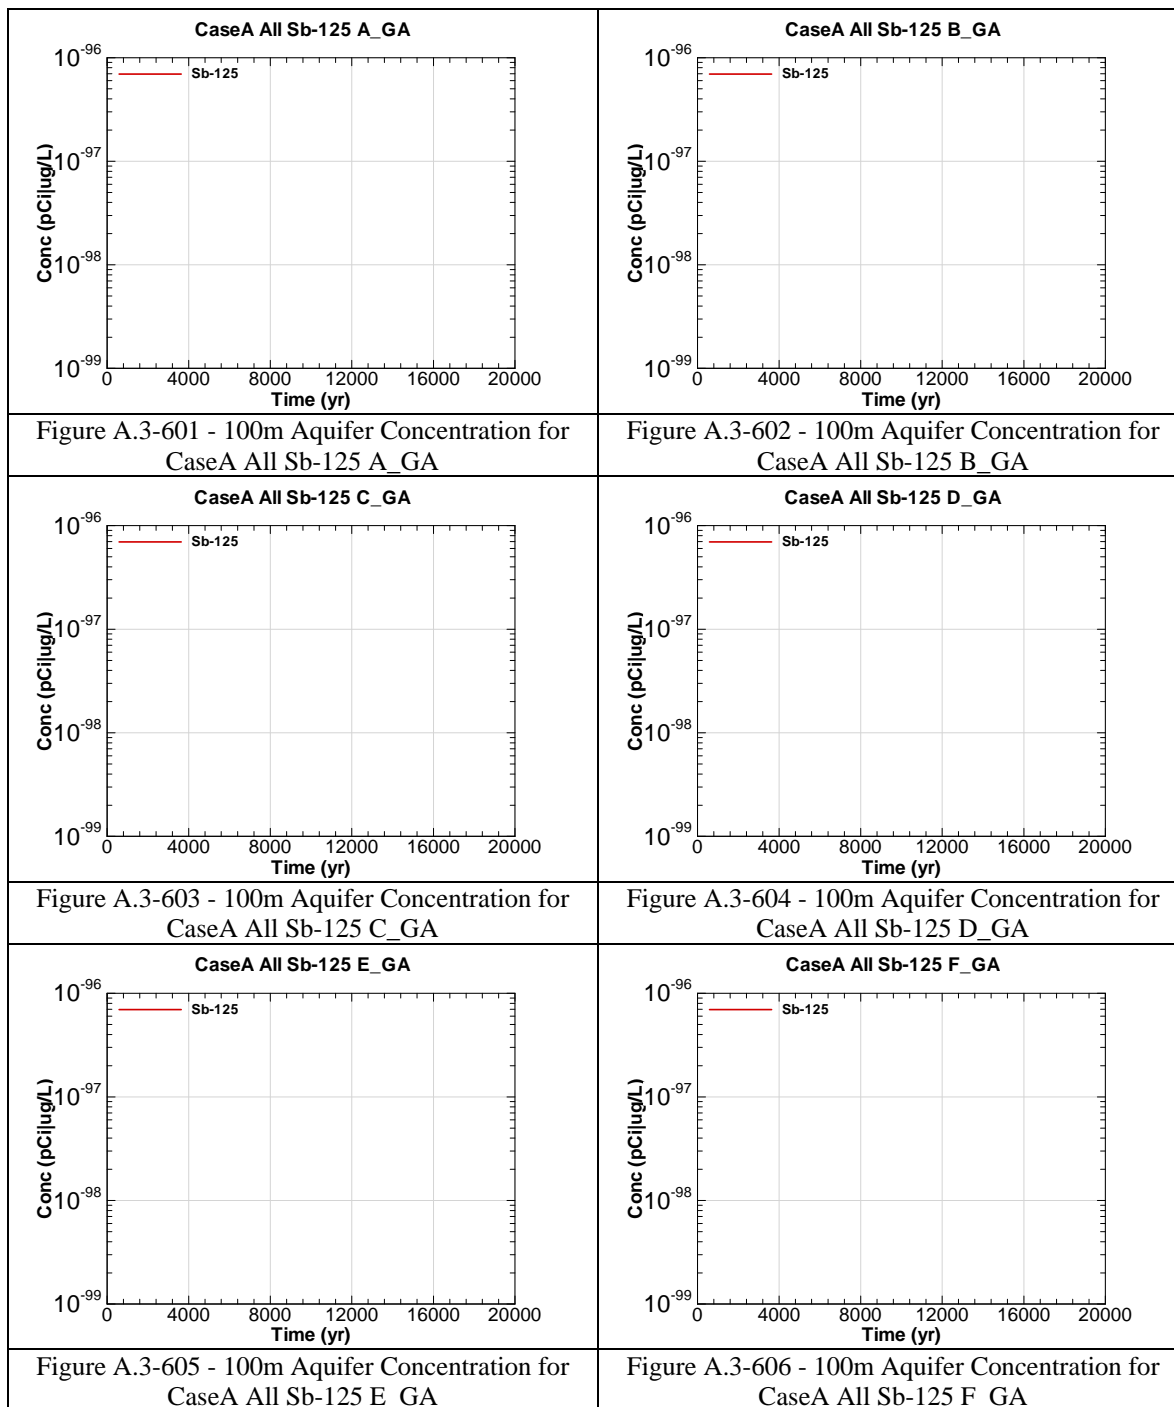 CaseA All Sb-125 A_GA
10-96
Sb-125
10-97
10-98
10-99
Conc (pCi|ug/L)
0 4000 8000 12000 16000 20000
Time (yr)
Figure A.3-601 - 100m Aquifer Concentration for
CaseA All Sb-125 A_GA
CaseA All Sb-125 B_GA
10-96
Sb-125
10-97
10-98
10-99
Conc (pCi|ug/L)
0 4000 8000 12000 16000 20000
Time (yr)
Figure A.3-602 - 100m Aquifer Concentration for
CaseA All Sb-125 B_GA
CaseA All Sb-125 C_GA
10-96
Sb-125
10-97
10-98
10-99
Conc (pCi|ug/L)
0 4000 8000 12000 16000 20000
Time (yr)
Figure A.3-603 - 100m Aquifer Concentration for
CaseA All Sb-125 C_GA
CaseA All Sb-125 D_GA
10-96
Sb-125
10-97
10-98
10-99
Conc (pCi|ug/L)
0 4000 8000 12000 16000 20000
Time (yr)
Figure A.3-604 - 100m Aquifer Concentration for
CaseA All Sb-125 D_GA
CaseA All Sb-125 E_GA
10-96
Sb-125
10-97
10-98
10-99
Conc (pCi|ug/L)
0 4000 8000 12000 16000 20000
Time (yr)
Figure A.3-605 - 100m Aquifer Concentration for
CaseA All Sb-125 E_GA
CaseA All Sb-125 F_GA
10-96
Sb-125
10-97
10-98
10-99
Conc (pCi|ug/L)
0 4000 8000 12000 16000 20000
Time (yr)
Figure A.3-606 - 100m Aquifer Concentration for
CaseA All Sb-125 F_GA